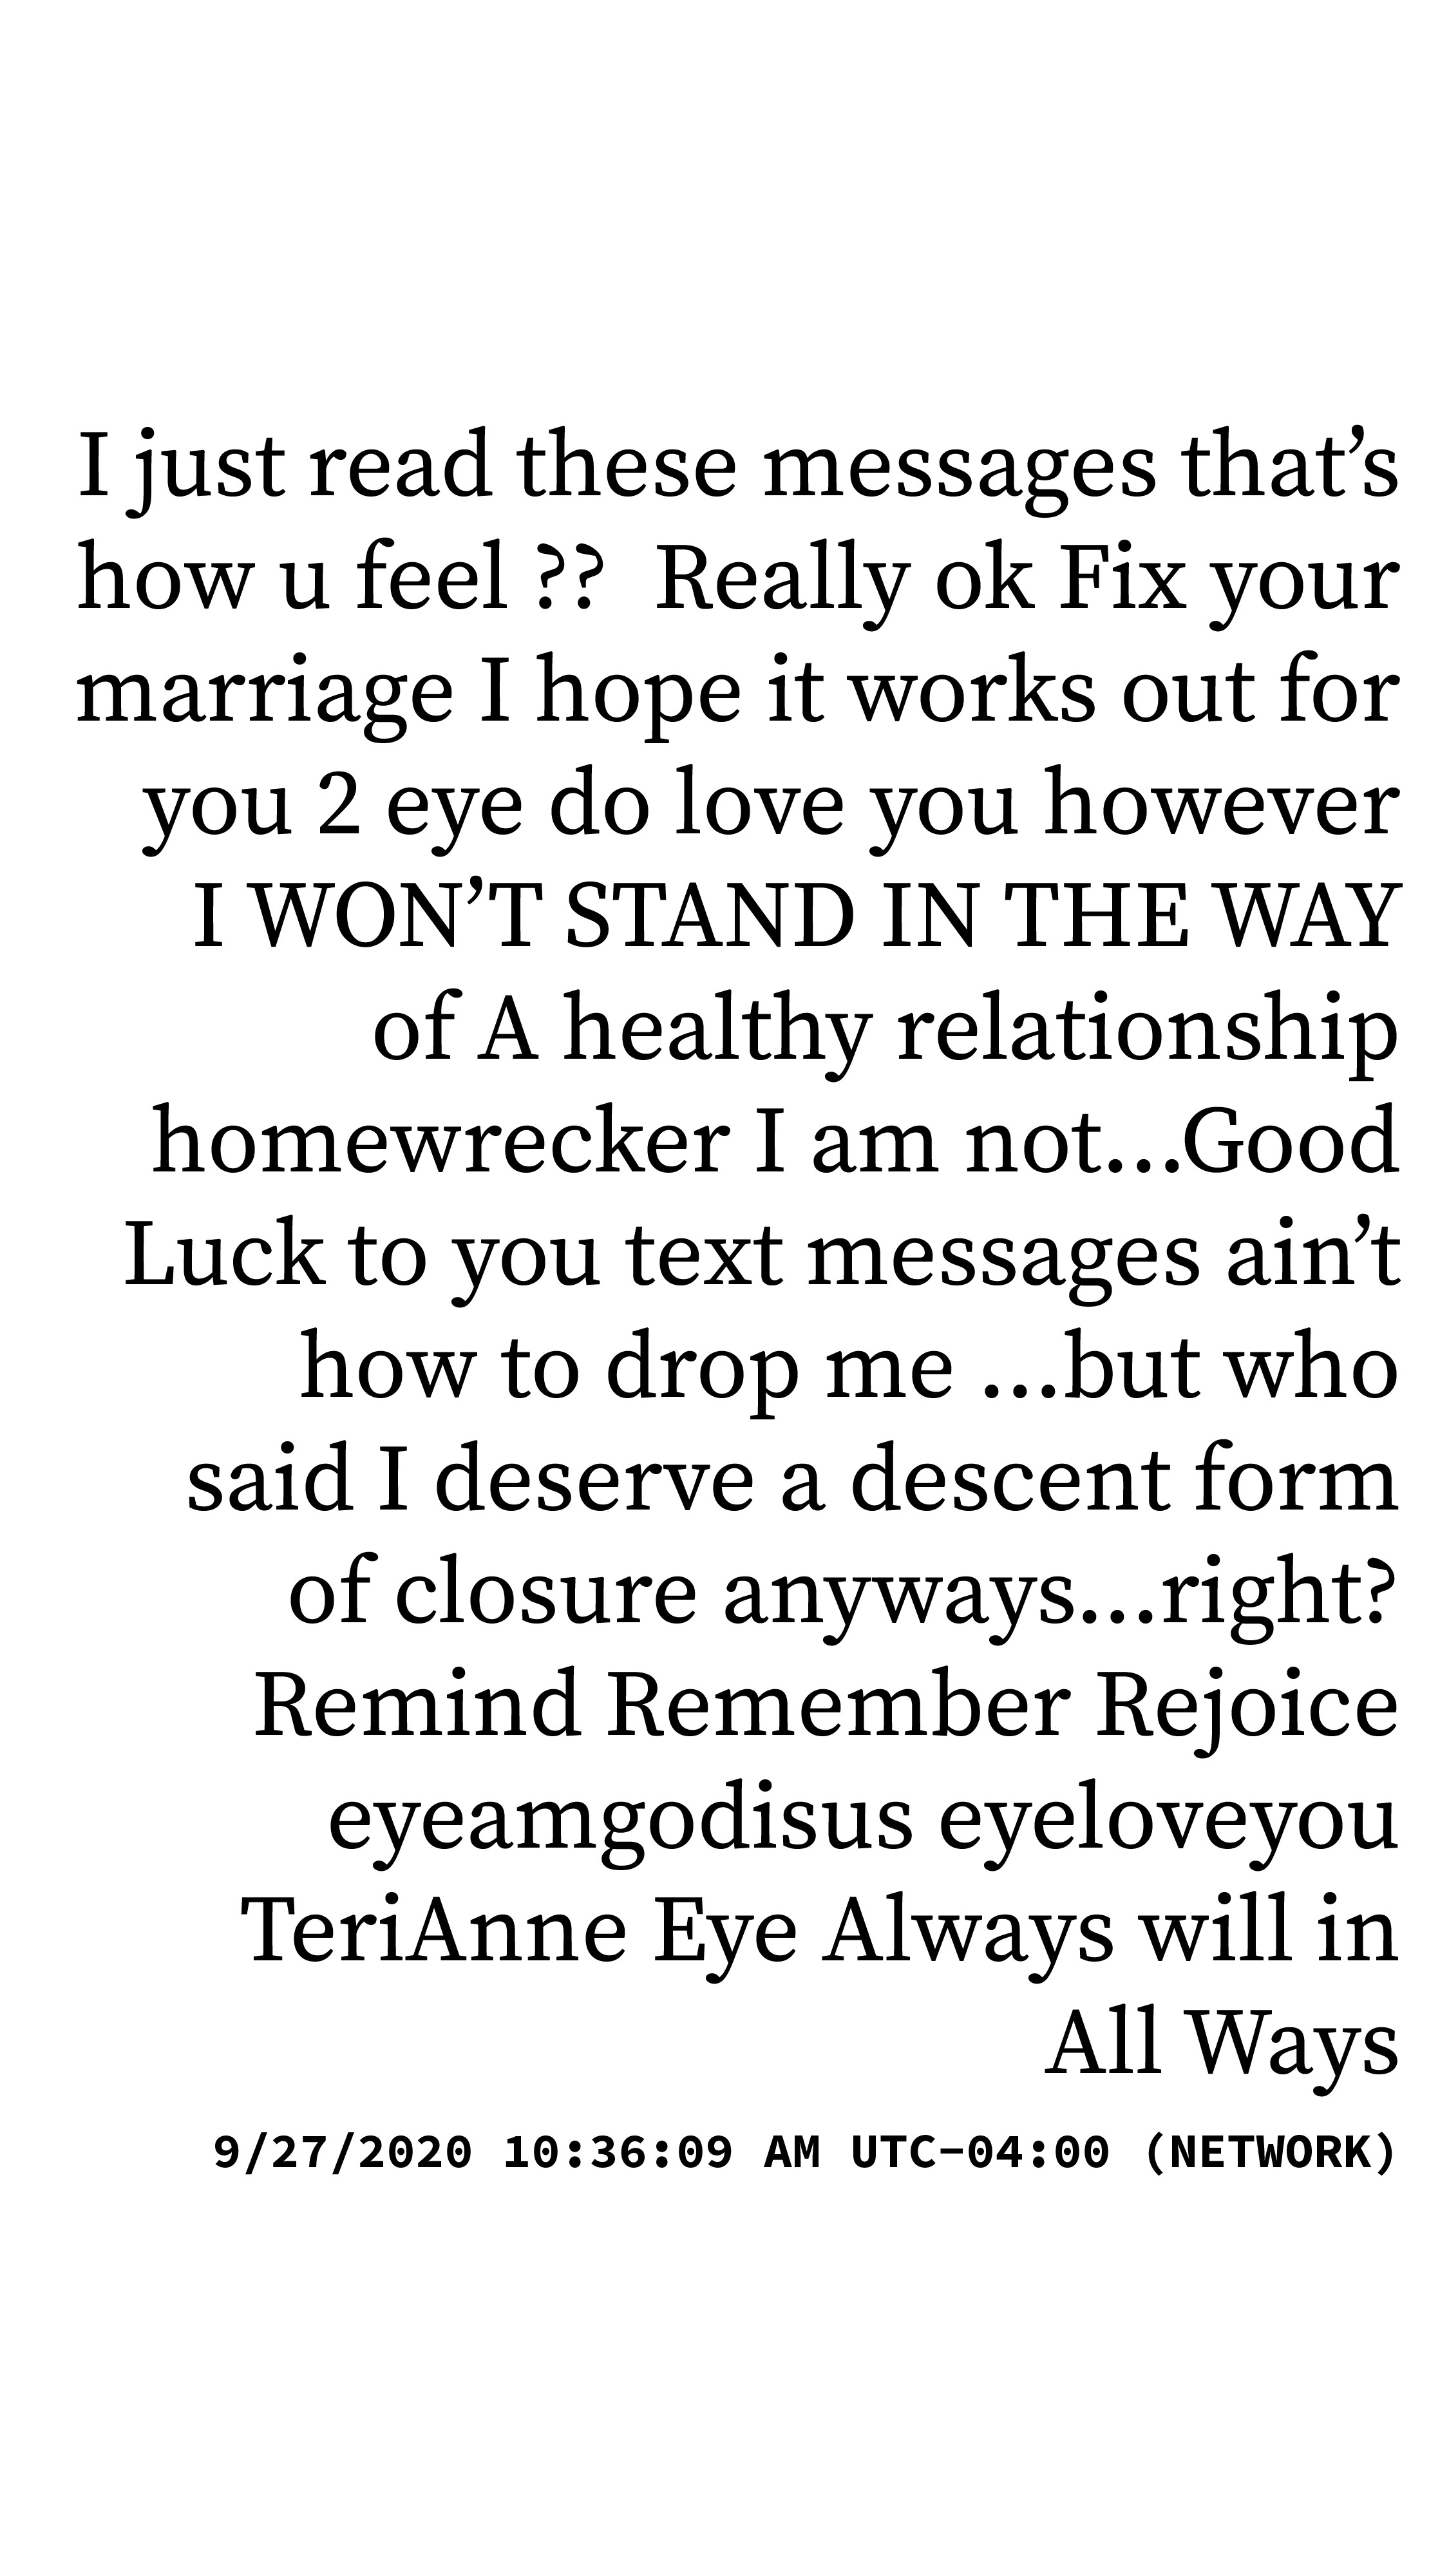 I just read these messages that’s
how u feel ??  Really ok Fix your
marriage I hope it works out for
you 2 eye do love you however
I WON’T STAND IN THE WAY
of A healthy relationship
homewrecker I am not...Good
Luck to you text messages ain’t
how to drop me ...but who
said I deserve a descent form
of closure anyways...right?
Remind Remember Rejoice
eyeamgodisus eyeloveyou
TeriAnne Eye Always will in
All Ways
9/27/2020 10:36:09 AM UTC−04:00 (NETWORK)